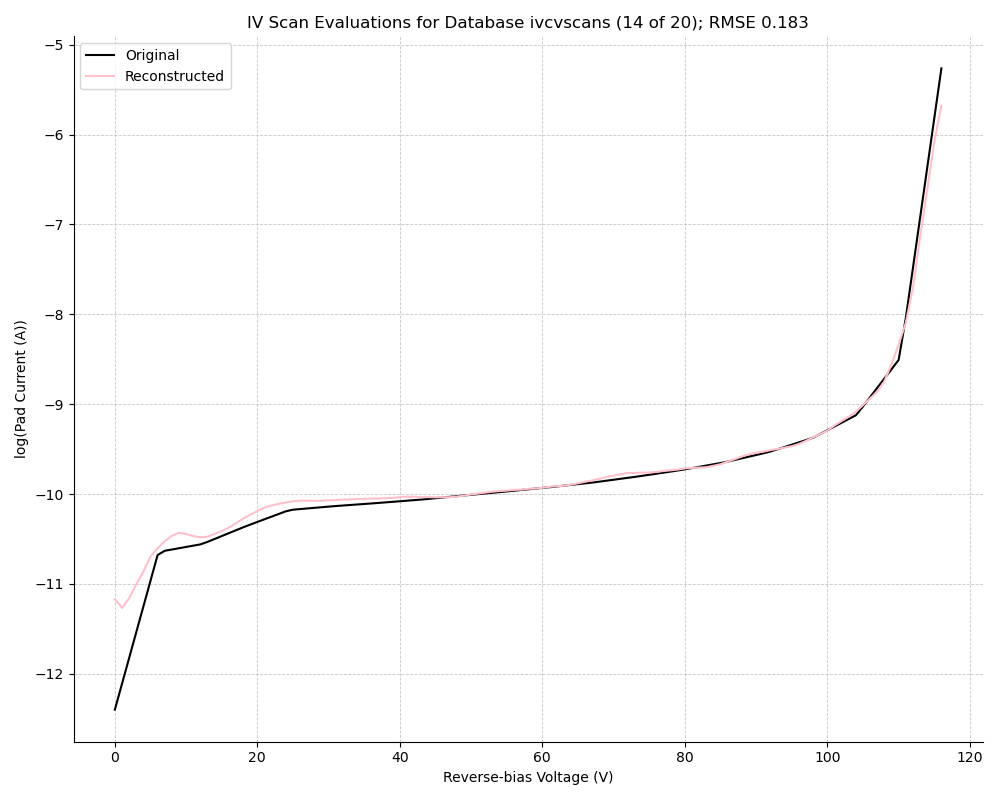 IV Scan Evaluations for Database ivcvscans (14 of 20); RMSE 0.183
Original
Reconstructed
−5
−6
−7
−8
−9
−10
−11
−12
log(Pad Current (A))
0 20 40 60 80 100 120
Reverse-bias Voltage (V)